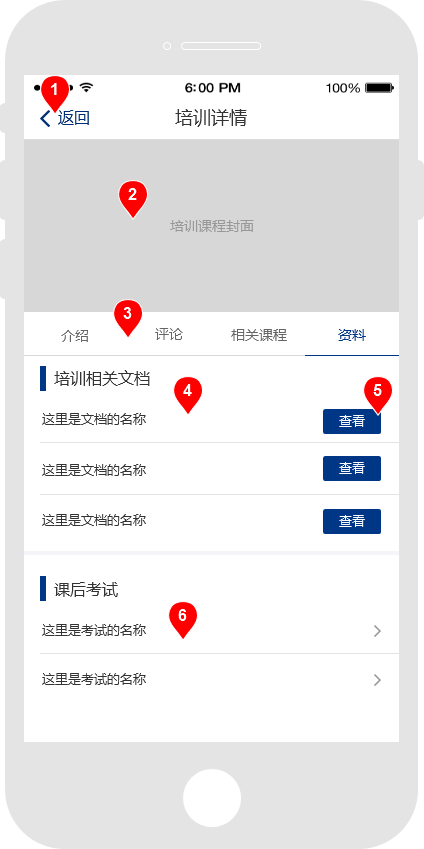 1
6:00 PM
100%
返回
培训详情
2
培训课程封面
3
介绍
评论
相关课程
资料
培训相关文档
4
5
这里是文档的名称
查看
这里是文档的名称
查看
这里是文档的名称
查看
课后考试
6
这里是考试的名称
这里是考试的名称